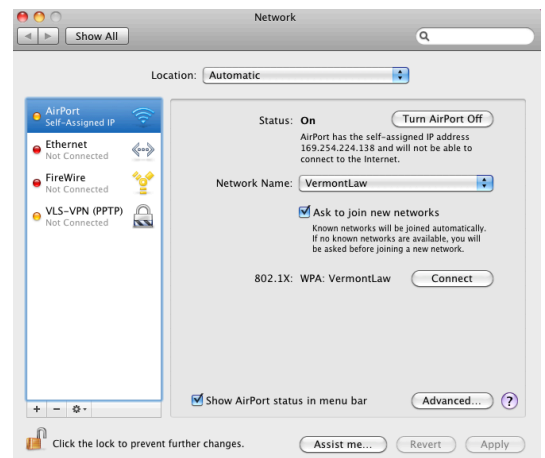 Network
Show All
Location: Automatic
AirPort
Self-Assigned IP
Ethernet
Not Connected
FireWire
Not Connected
VLS-VPN (PPTP)
Not Connected
Status: On
Turn AirPort Off
AirPort has the self-assigned IP address
169.254.224.138 and will not be able to
connect to the Internet.
Network Name: VermontLaw
Ask to join new networks
Known networks will be joined automatically.
If no known networks are available, you will
be asked before joining a new network.
802.1X: WPA: VermontLaw Connect
Show AirPort status in menu bar
Advanced... ?
Click the lock to prevent further changes.
Assist me... Revert Apply